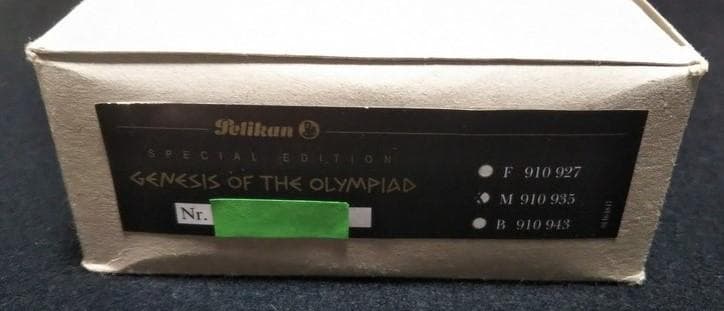 Pelikan
SPECIAL EDITION
GENESIS OF THE OLYMPIAD
Nr.
F 910 927
M 910 935
B 910 943